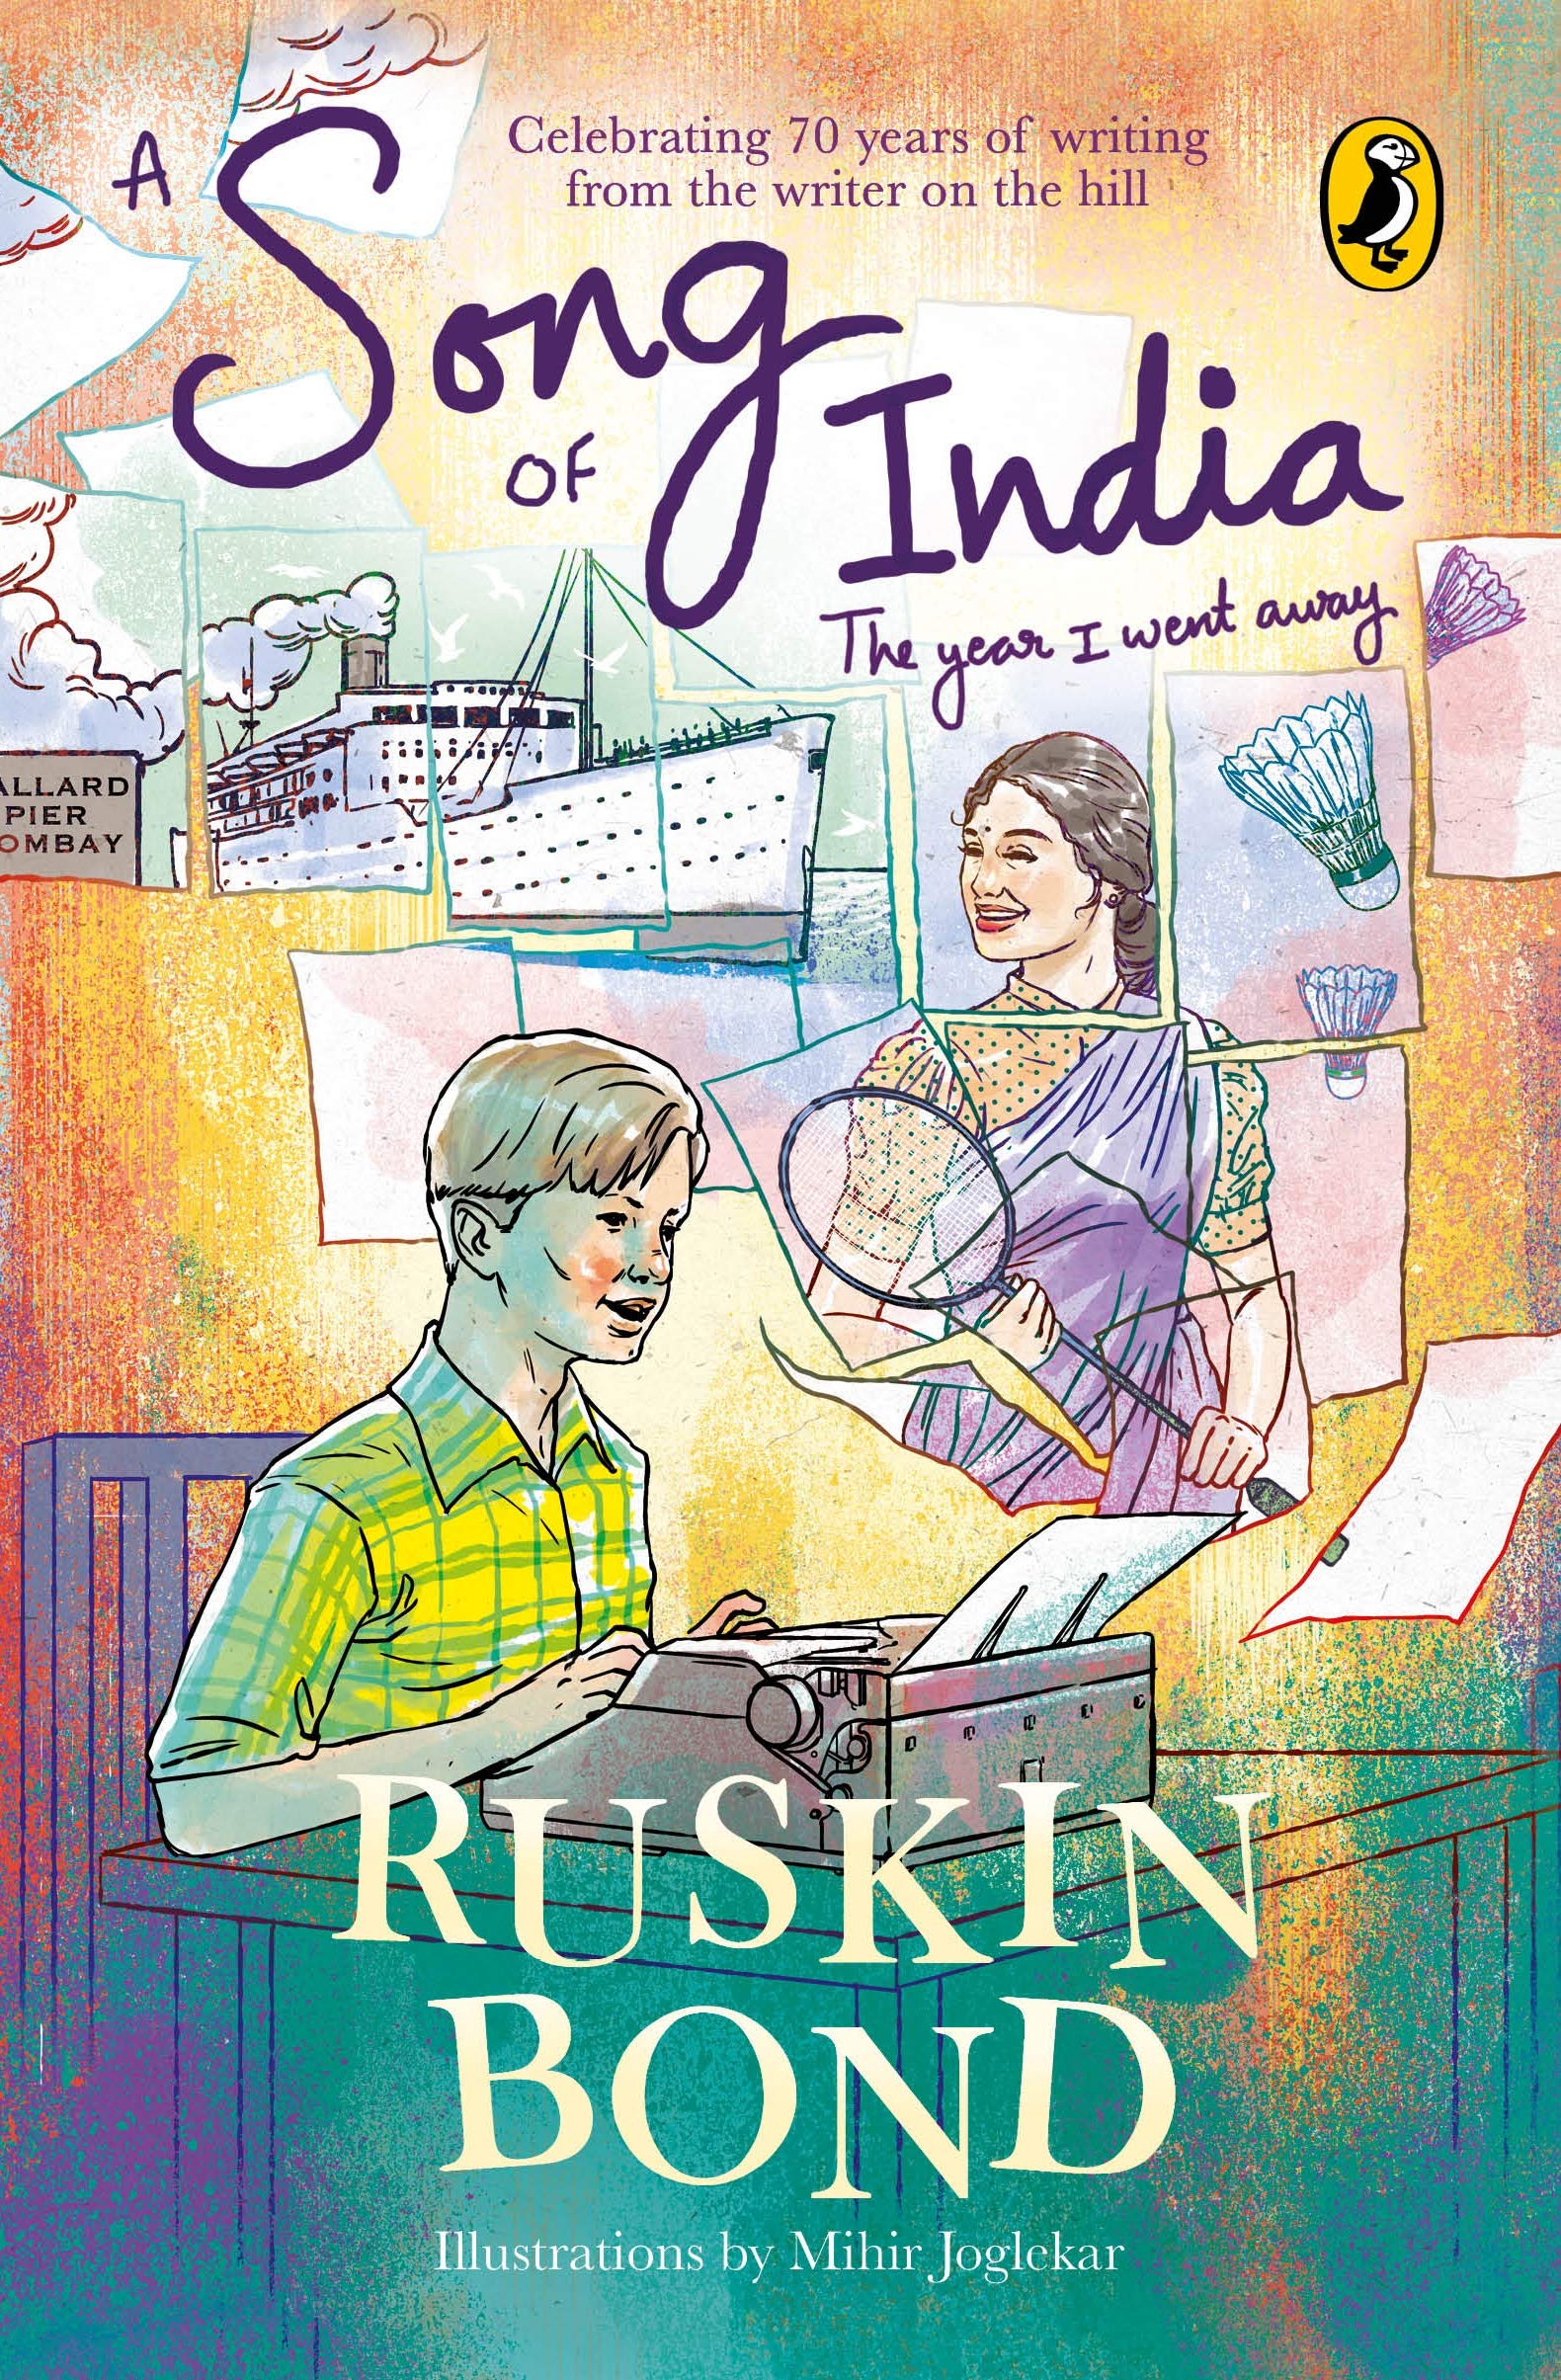 Celebrating 70 years of writing
from the writer on the hill
A Song
OF India
The year I went away
ALLARD
PIER
OMBAY
RUSKIN
BOND
Illustrations by Mihir Joglekar